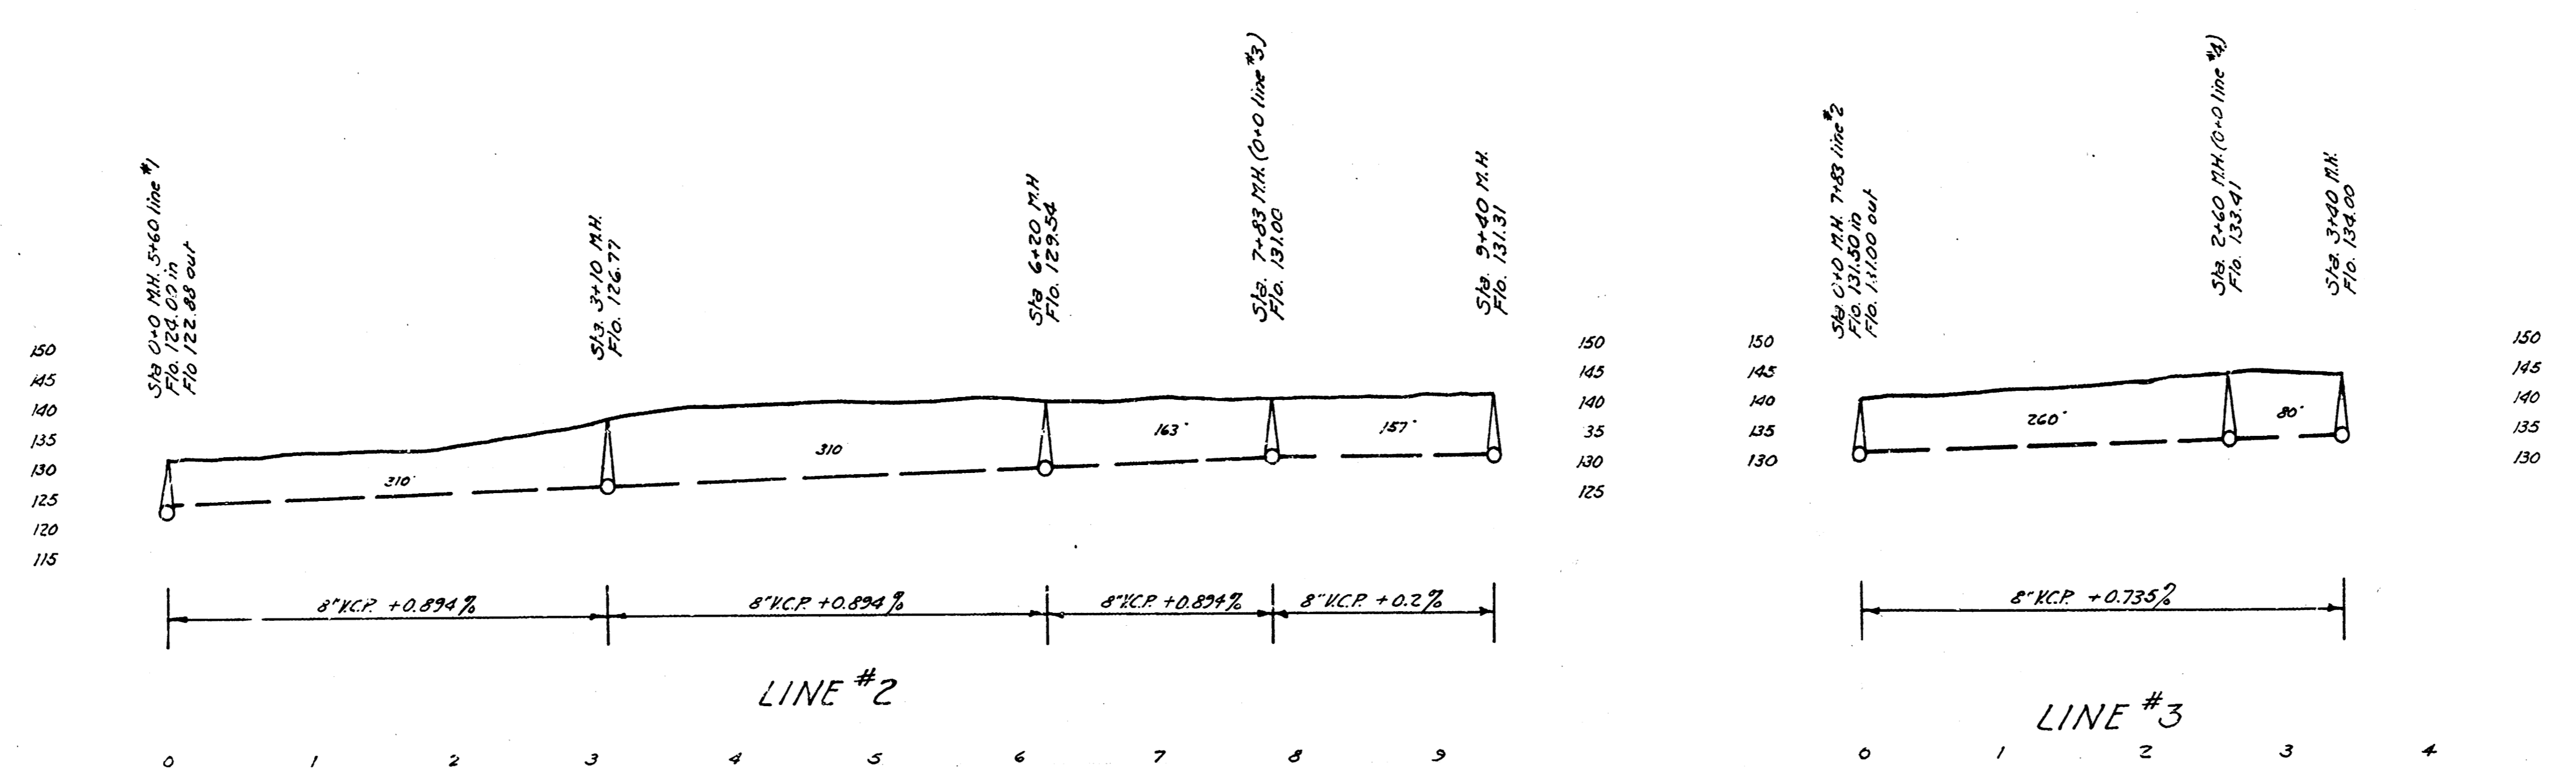 Sta 0+0 M.H. 5+60 line #1
Flo. 124.00 in
Flo 122.88 out
Sta. 3+10 M.H.
Flo. 126.77
Sta 6+20 M.H
Flo. 129.54
Sta. 7+83 M.H. (0+0 line #3)
Flo. 131.00
Sta. 9+40 M.H.
Flo. 131.31
150
145
140
135
130
125
120
115
310'
310
163'
157'
150
145
140
35
130
125
8" V.C.P. +0.894%
8" V.C.P. +0.894%
8" V.C.P. +0.894%
8" V.C.P. +0.2%
LINE #2
0 1 2 3 4 5 6 7 8 9
Sta. 0+0 M.H. 7+83 line #2
Flo. 131.50 in
Flo. 131.00 out
Sta. 2+60 M.H. (0+0 line #4)
Flo. 133.41
Sta. 3+40 M.H.
Flo. 134.00
150
145
140
135
130
260'
80'
150
145
140
135
130
8" V.C.P. +0.735%
LINE #3
0 1 2 3 4